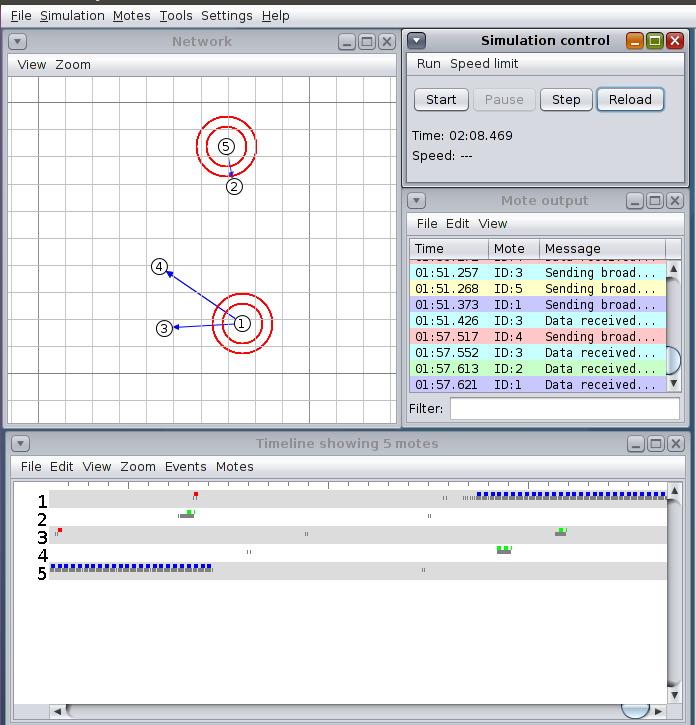 File Simulation Motes Tools Settings Help
Network
View Zoom
5
2
4
1
3
Simulation control
Run Speed limit
Start Pause Step Reload
Time: 02:08.469
Speed: ---
Mote output
File Edit View
Time Mote Message
01:51.257 ID:3 Sending broad...
01:51.268 ID:5 Sending broad...
01:51.373 ID:1 Sending broad...
01:51.426 ID:3 Data received...
01:57.517 ID:4 Sending broad...
01:57.552 ID:3 Data received...
01:57.613 ID:2 Data received...
01:57.621 ID:1 Data received...
Filter:
Timeline showing 5 motes
File Edit View Zoom Events Motes
1
2
3
4
5